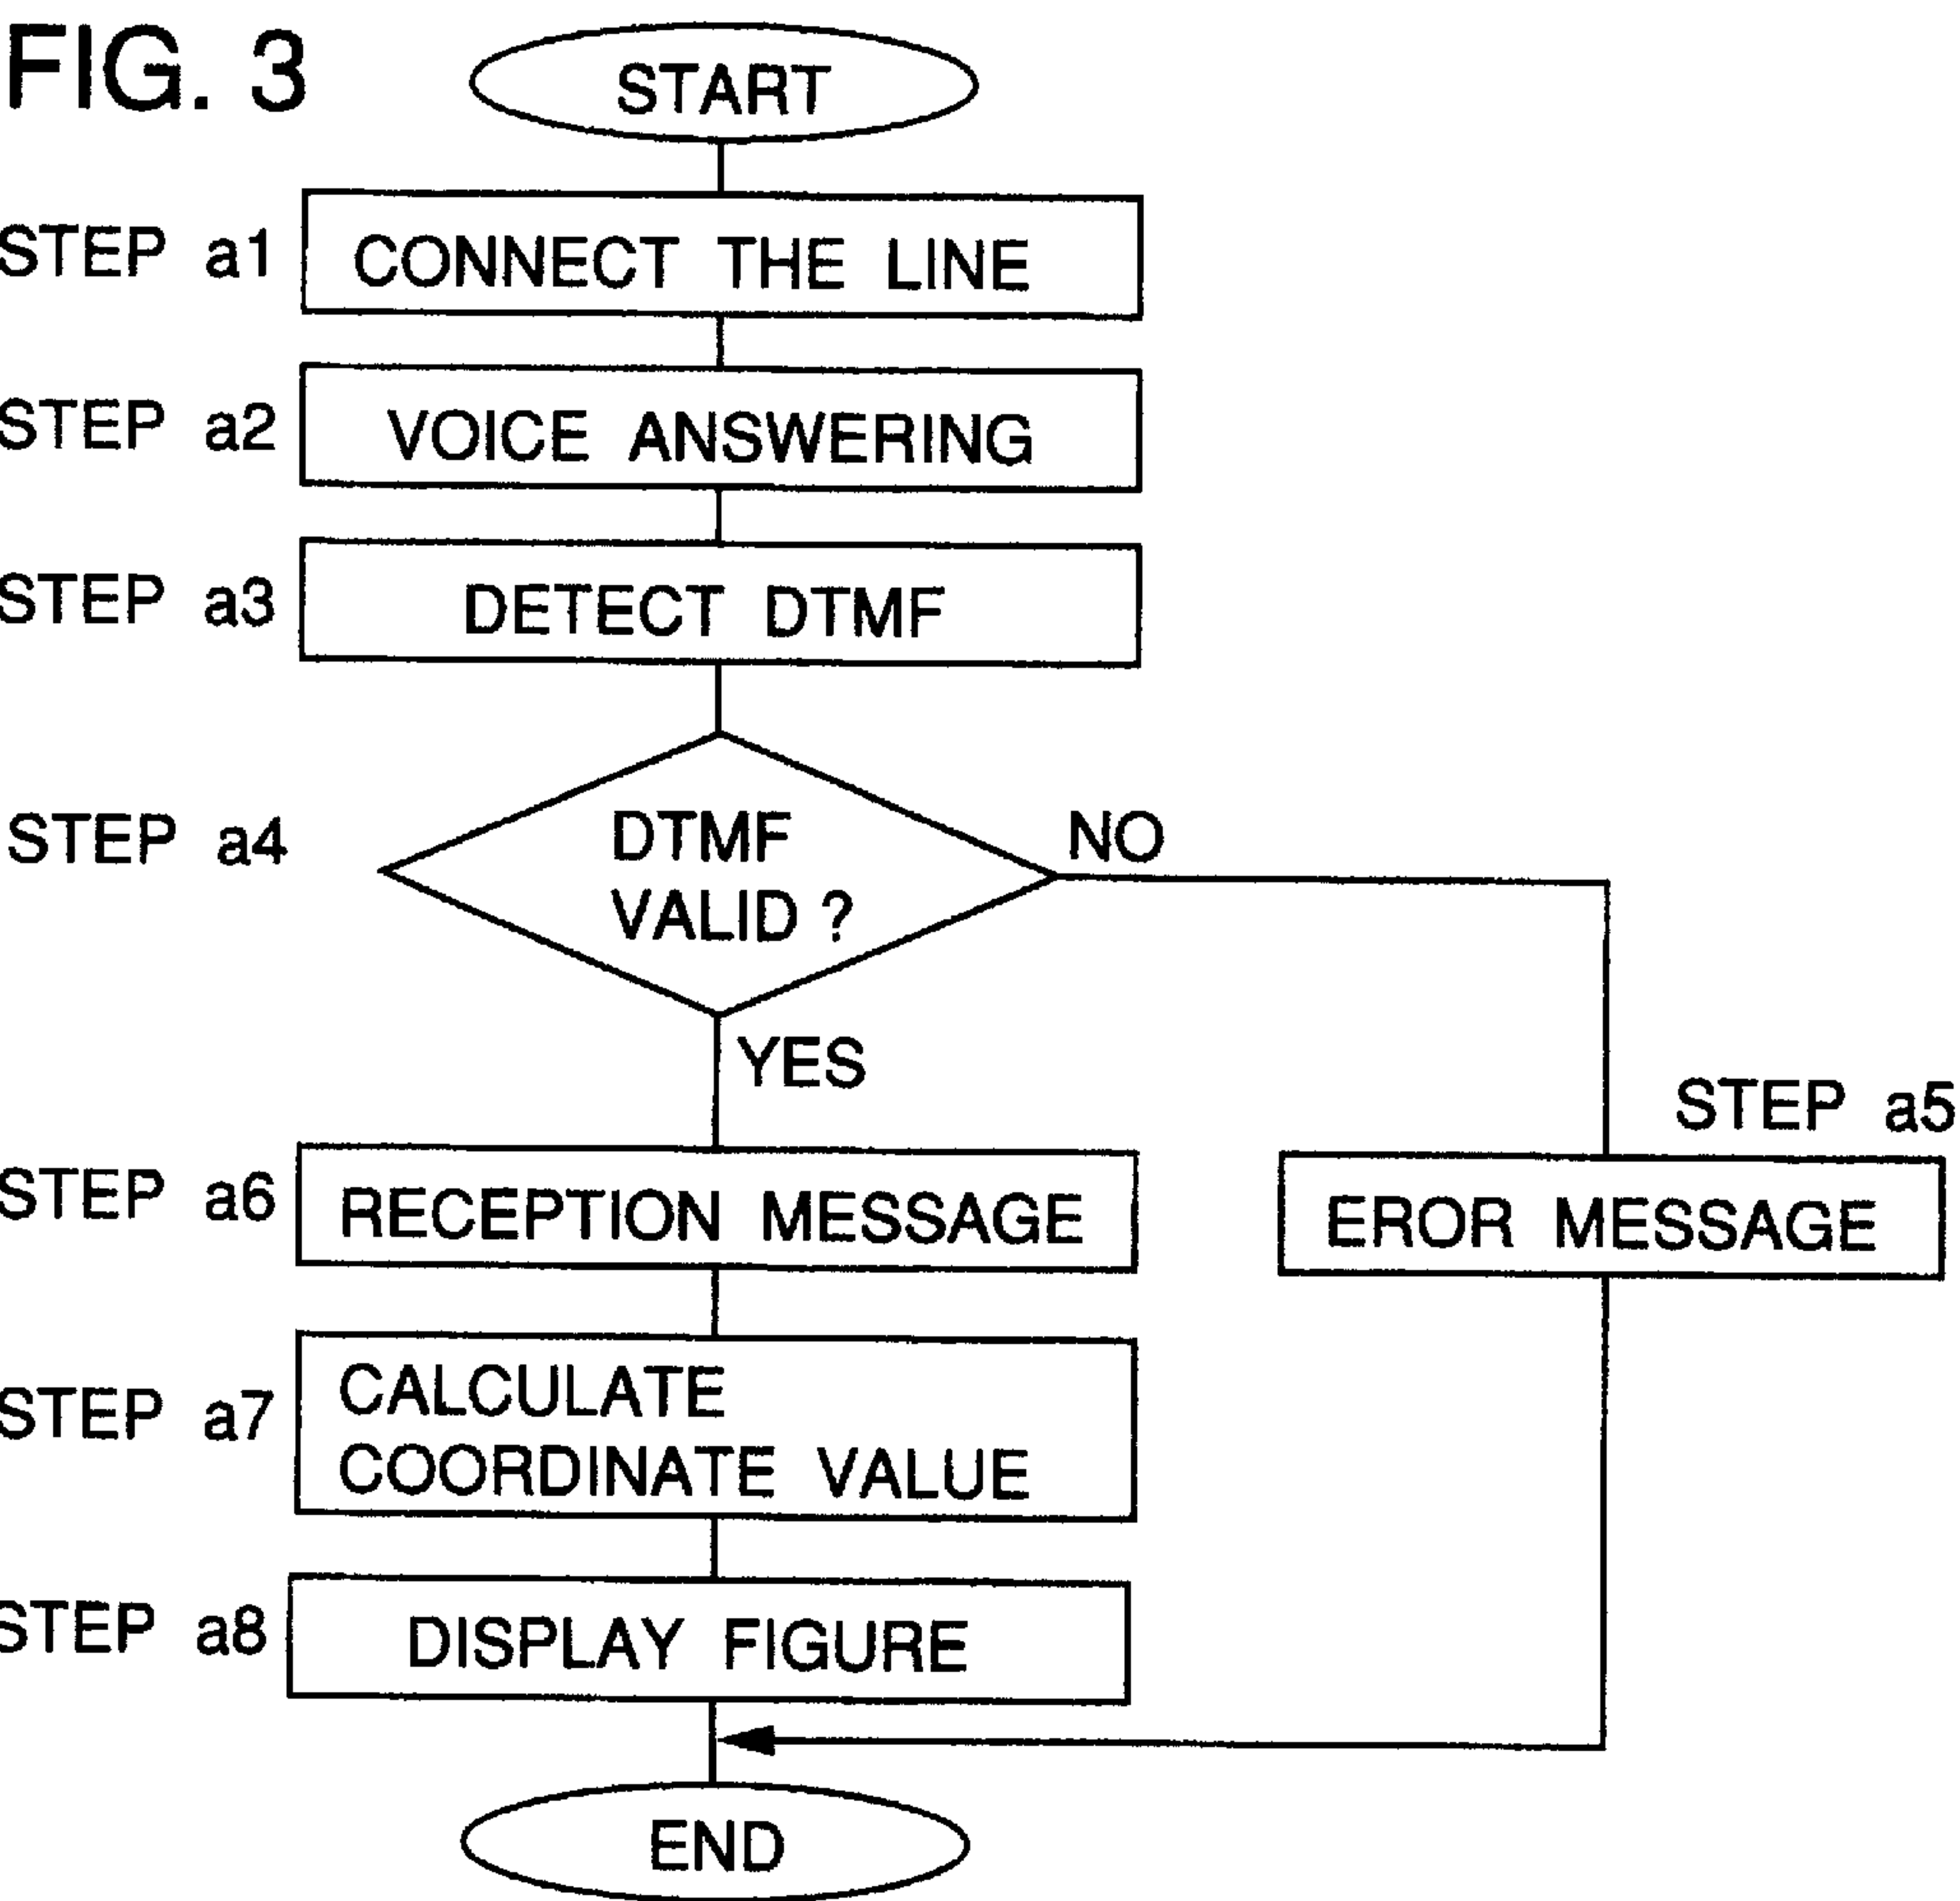 FIG. 3
START
STEP a1
CONNECT THE LINE
STEP a2
VOICE ANSWERING
STEP a3
DETECT DTMF
STEP a4
DTMF
VALID ?
NO
YES
STEP a5
EROR MESSAGE
STEP a6
RECEPTION MESSAGE
STEP a7
CALCULATE
COORDINATE VALUE
STEP a8
DISPLAY FIGURE
END